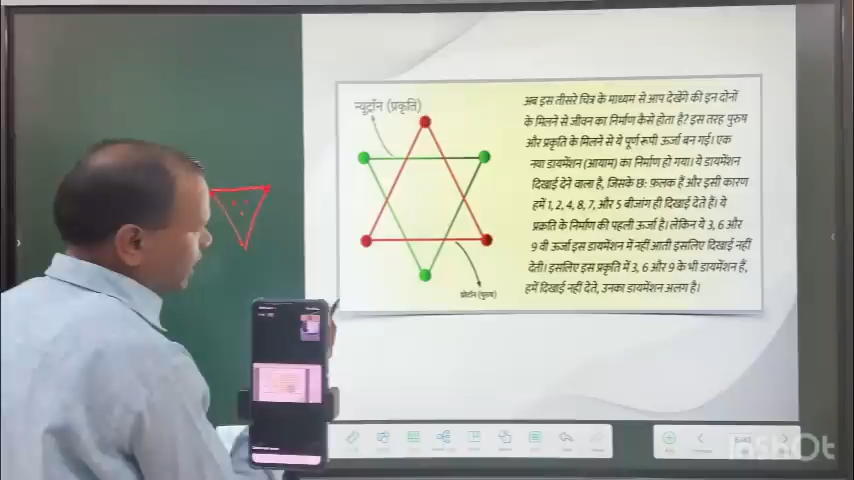 न्यूट्रॉन (प्रकृति)
प्रोटॉन (पुरुष)
अब इस तीसरे चित्र के माध्यम से आप देखेंगे की इन दोनों
के मिलने से जीवन का निर्माण कैसे होता है? इस तरह पुरुष
और प्रकृति के मिलने से ये पूर्ण रूपी ऊर्जा बन गई। एक
नया डायमेंशन (आयाम) का निर्माण हो गया। ये डायमेंशन
दिखाई देने वाला है, जिसके छः फ़लक हैं और इसी कारण
हमें 1, 2, 4, 8, 7, और 5 बीजांग ही दिखाई देते हैं। ये
प्रक्रति के निर्माण की पहली ऊर्जा है। लेकिन ये 3, 6 और
9 वी ऊर्जा इस डायमेंशन में नहीं आती इसलिए दिखाई नहीं
देती। इसलिए इस प्रकृति में 3, 6 और 9 के भी डायमेंशन हैं,
हमें दिखाई नहीं देते, उनका डायमेंशन अलग है।
InShOt